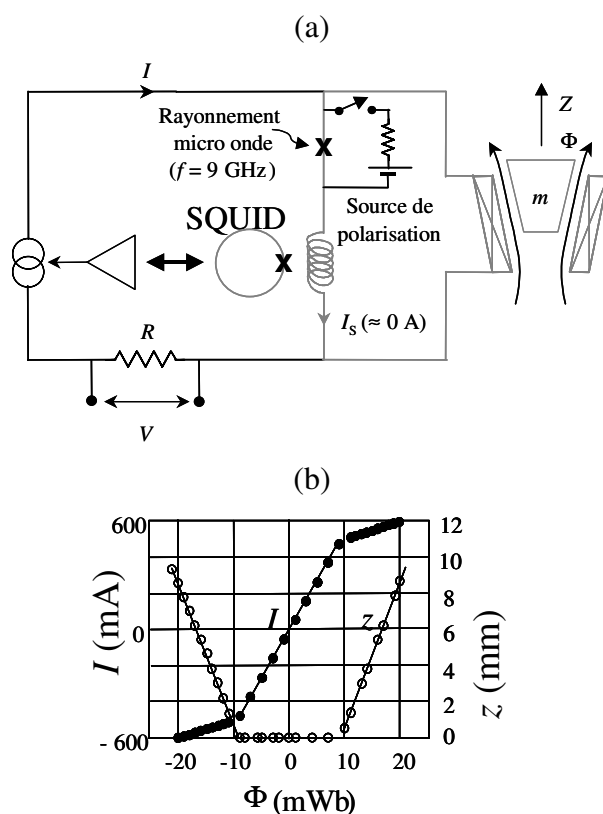 (a)
I
Rayonnement
micro onde
(f = 9 GHz)
Z
Φ
m
SQUID
Source de
polarisation
I_s (≈ 0 A)
R
V
(b)
600
0
- 600
I (mA)
I
z
12
10
8
6
4
2
0
z (mm)
-20 -10 0 10 20
Φ (mWb)